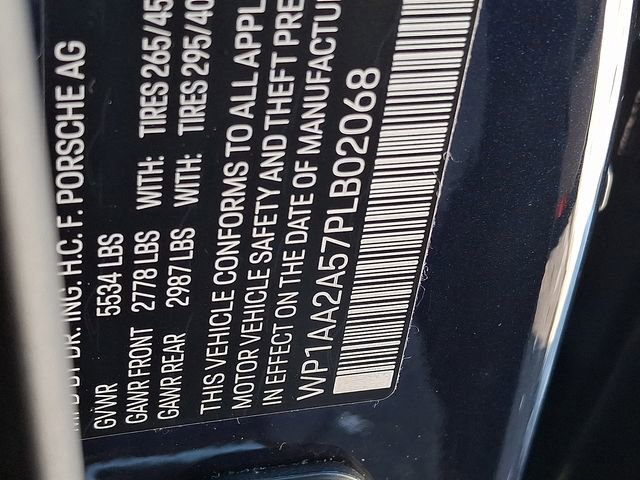 MFD BY DR. ING. H.C. F. PORSCHE AG
GVWR 5534 LBS
GAWR FRONT 2778 LBS WITH: TIRES 265/45
GAWR REAR 2987 LBS WITH: TIRES 295/40
THIS VEHICLE CONFORMS TO ALL APPL
MOTOR VEHICLE SAFETY AND THEFT PRE
IN EFFECT ON THE DATE OF MANUFACTU
WP1AA2A57PLB02068